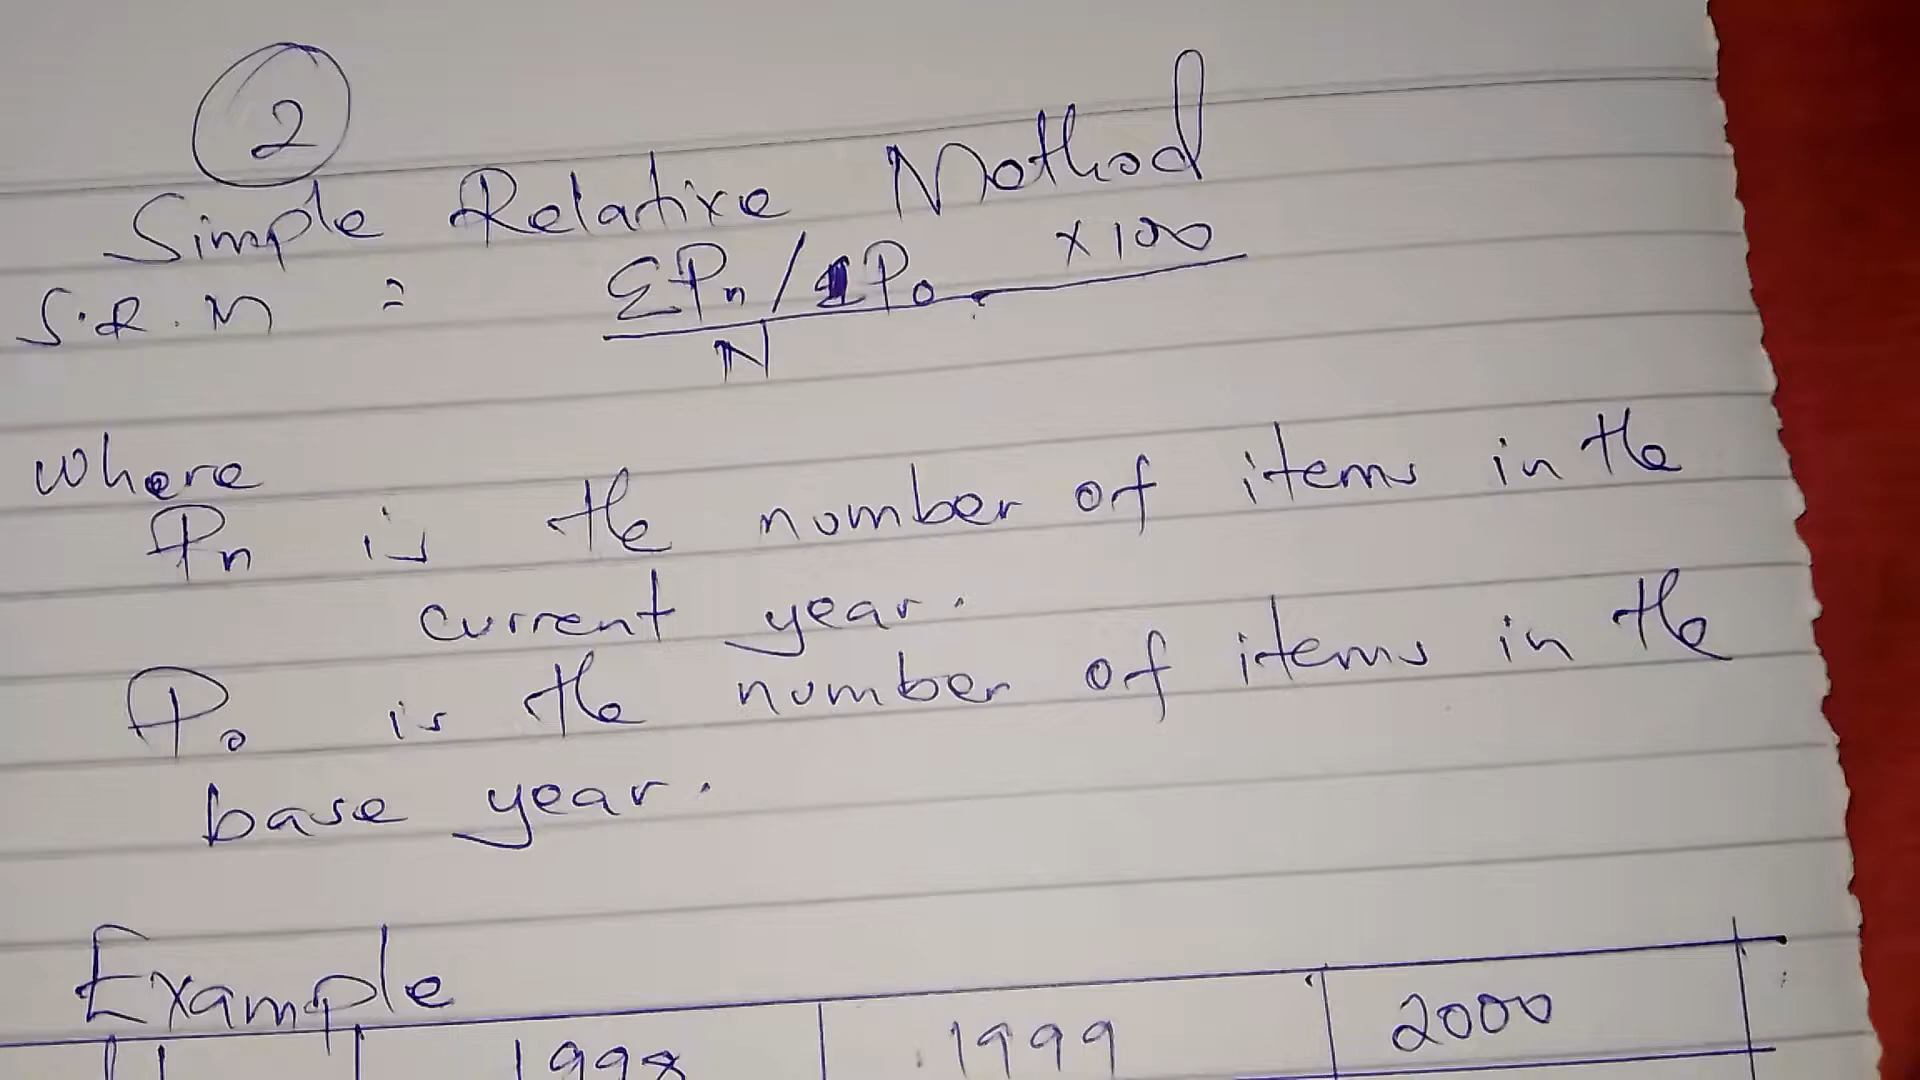 2
Simple Relative Method
S.R.M = ΣPn / Po × 100
N
where
Pn is the number of items in the
current year.
Po is the number of items in the
base year.
Example
1998 1999 2000